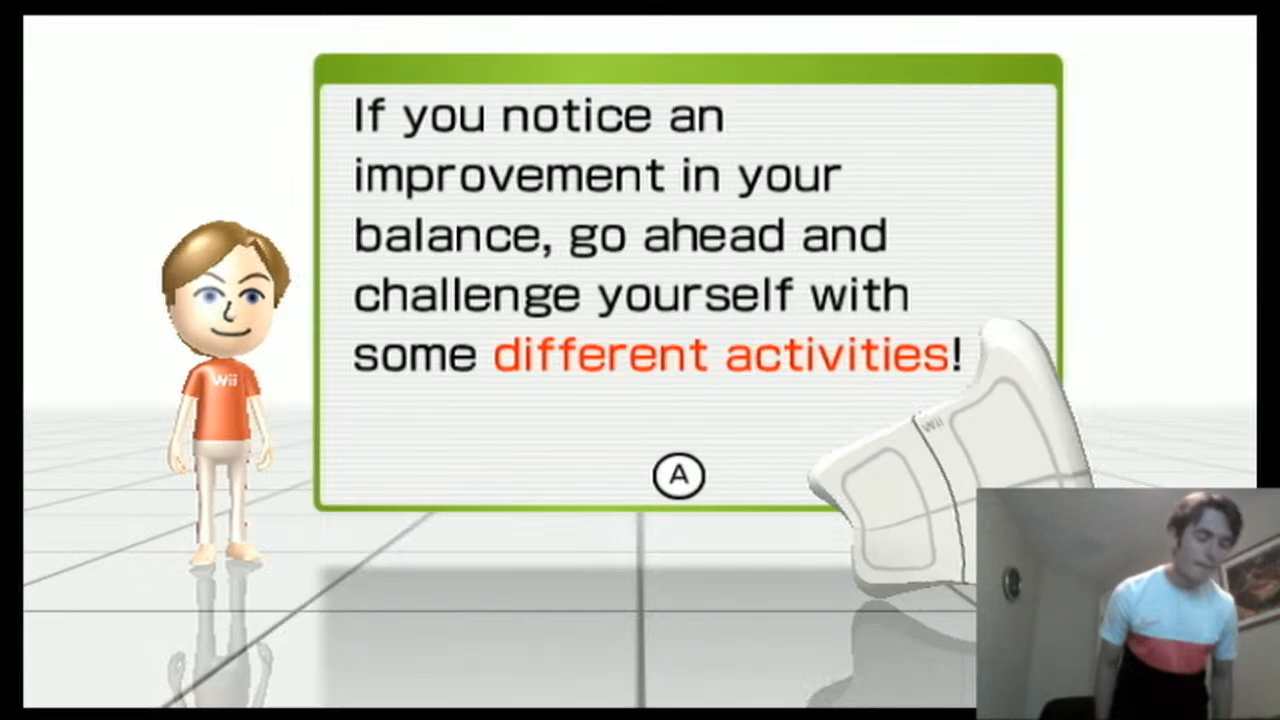 If you notice an
improvement in your
balance, go ahead and
challenge yourself with
some different activities!
A
Wii
Wii